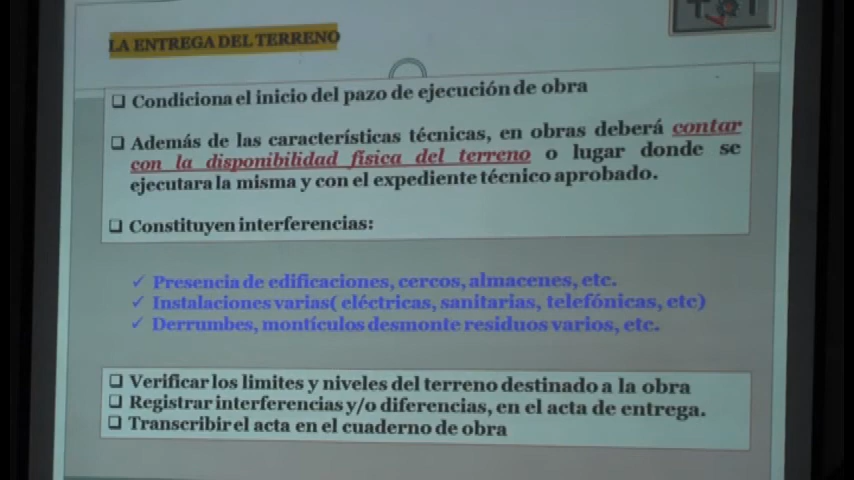 LA ENTREGA DEL TERRENO
❑ Condiciona el inicio del pazo de ejecución de obra
❑ Además de las características técnicas, en obras deberá contar
con la disponibilidad física del terreno o lugar donde se
ejecutara la misma y con el expediente técnico aprobado.
❑ Constituyen interferencias:
✓ Presencia de edificaciones, cercos, almacenes, etc.
✓ Instalaciones varias( eléctricas, sanitarias, telefónicas, etc)
✓ Derrumbes, montículos desmonte residuos varios, etc.
❑ Verificar los limites y niveles del terreno destinado a la obra
❑ Registrar interferencias y/o diferencias, en el acta de entrega.
❑ Transcribir el acta en el cuaderno de obra